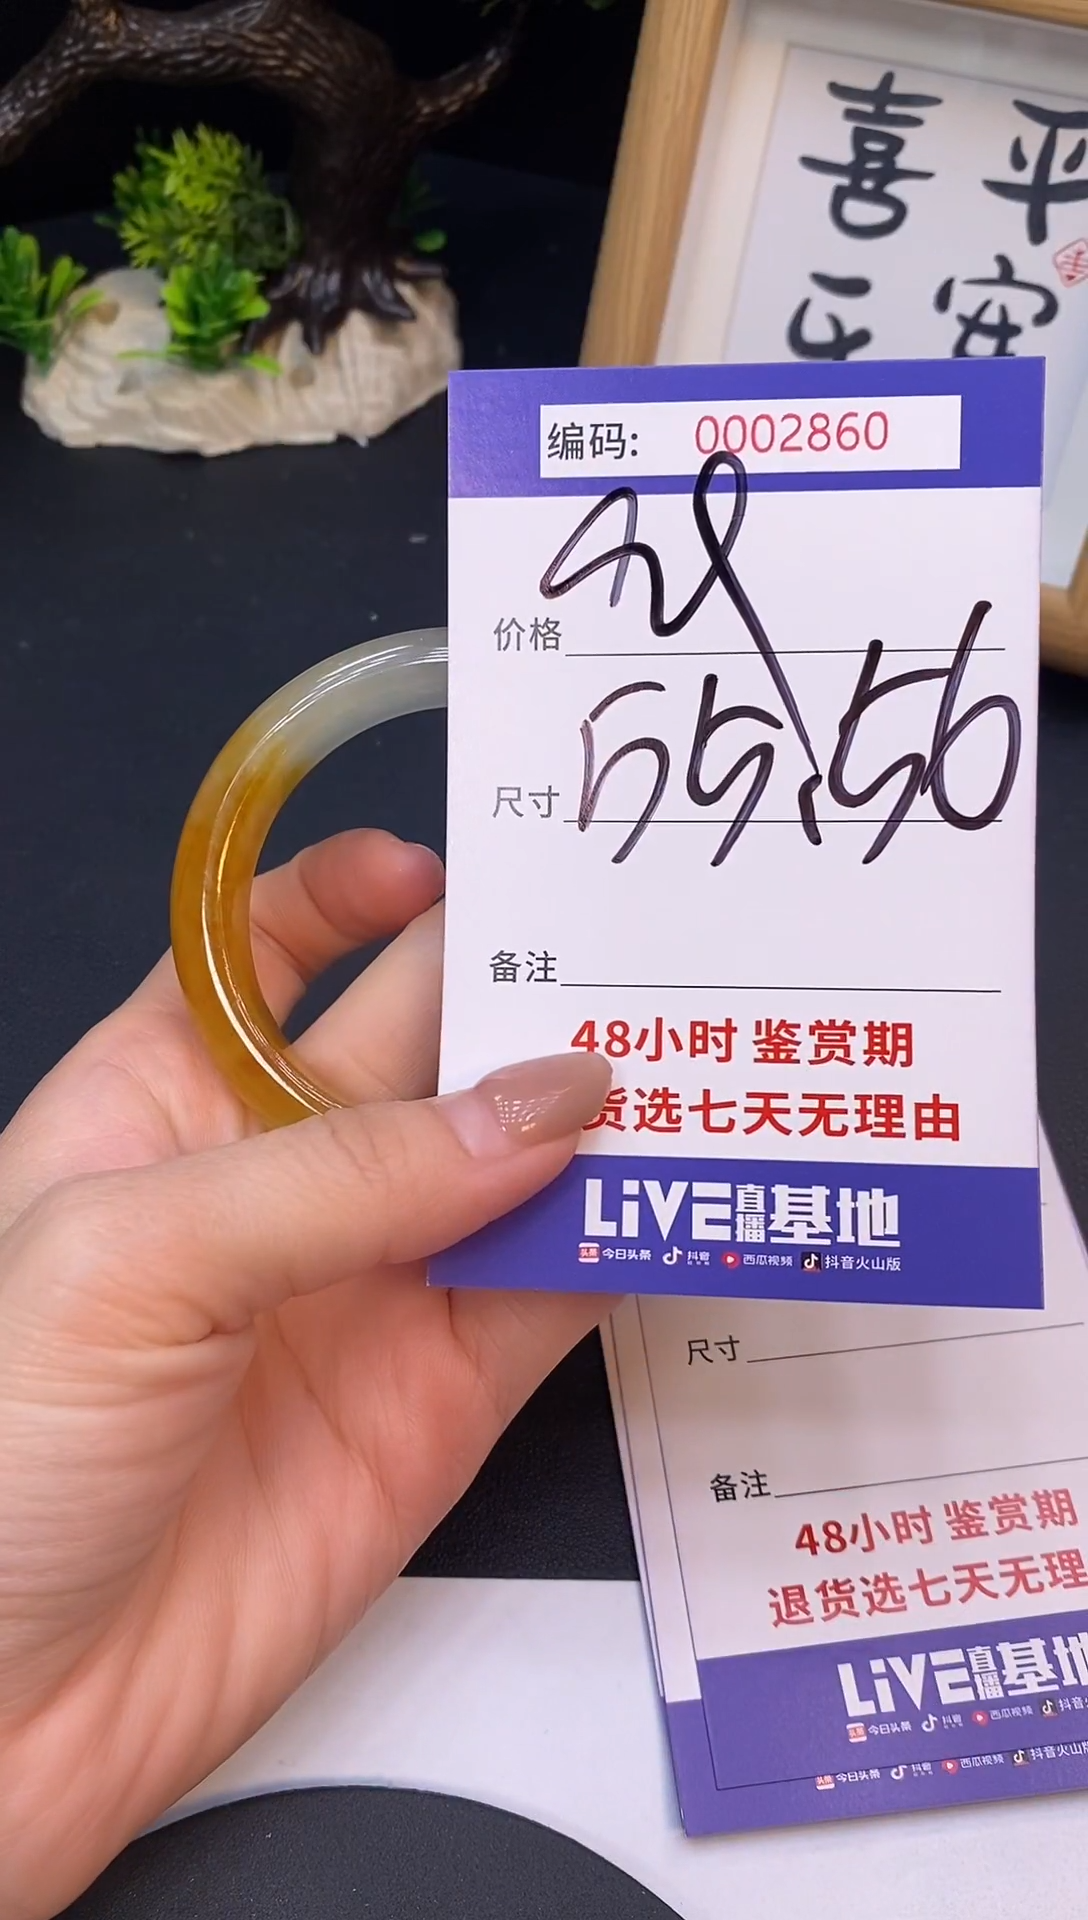 喜 平
乐 安
编码: 0002860
价格
尺寸 55.56
备注
48小时 鉴赏期
货选七天无理由
LiVE直播基地
今日头条 抖音 西瓜视频 抖音火山版
尺寸
备注
48小时 鉴赏期
退货选七天无理
LiVE直播基
今日头条 抖音 西瓜视频 抖音火
今日头条 抖音 西瓜视频 抖音火山版